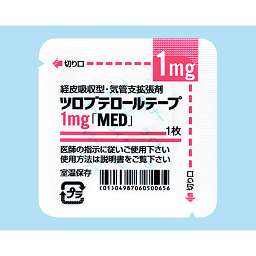 切り口
1mg
経皮吸収型・気管支拡張剤
ツロブテロールテープ
1mg「MED」
1枚
医師の指示に従いご使用下さい
使用方法は説明書をご覧下さい
室温保存
プラ
(01)04987060500656
切り口